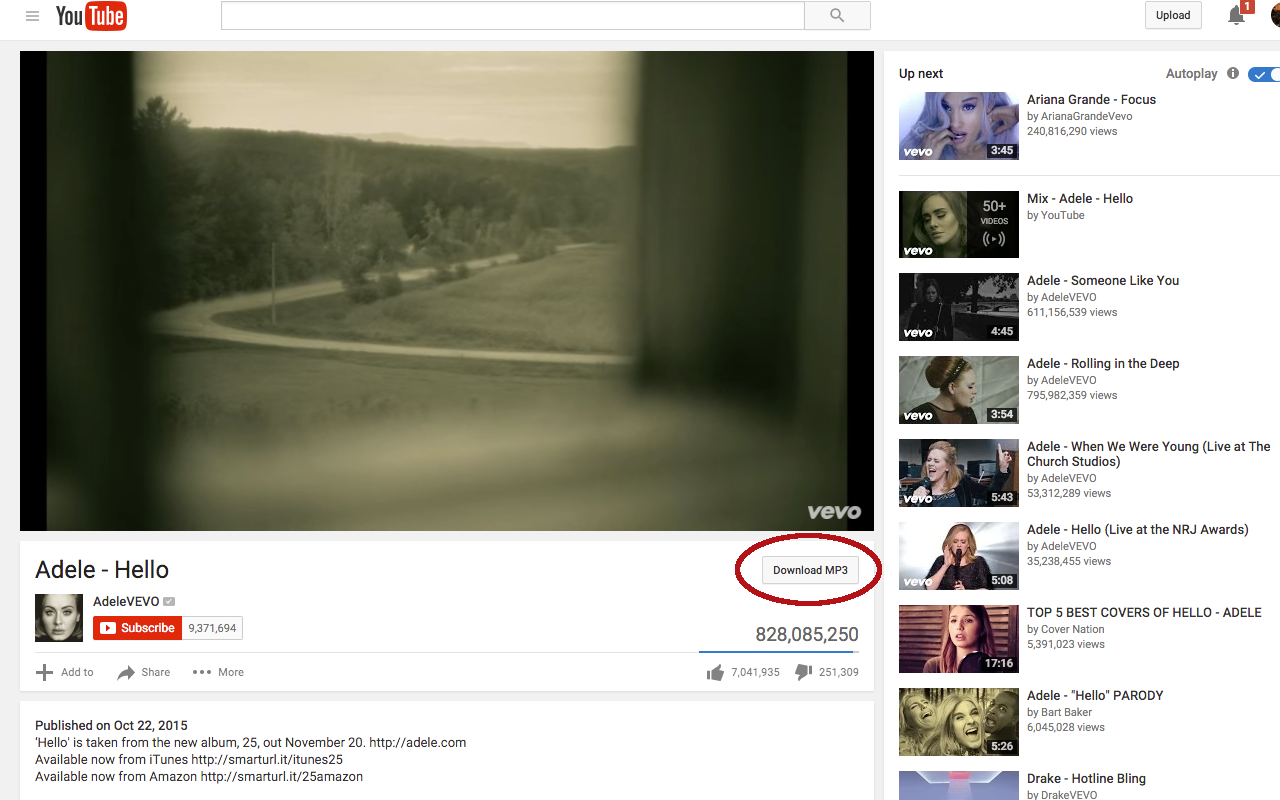 YouTube
Upload
1
vevo
Adele - Hello
Download MP3
AdeleVEVO
Subscribe 9,371,694
828,085,250
Add to Share More 7,041,935 251,309
Published on Oct 22, 2015
'Hello' is taken from the new album, 25, out November 20. http://adele.com
Available now from iTunes http://smarturl.it/itunes25
Available now from Amazon http://smarturl.it/25amazon
Up next Autoplay
Ariana Grande - Focus
by ArianaGrandeVevo
240,816,290 views
vevo 3:45
Mix - Adele - Hello
by YouTube
50+
VIDEOS
vevo
Adele - Someone Like You
by AdeleVEVO
611,156,539 views
vevo 4:45
Adele - Rolling in the Deep
by AdeleVEVO
795,982,359 views
vevo 3:54
Adele - When We Were Young (Live at The
Church Studios)
by AdeleVEVO
53,312,289 views
vevo 5:43
Adele - Hello (Live at the NRJ Awards)
by AdeleVEVO
35,238,455 views
vevo 5:08
TOP 5 BEST COVERS OF HELLO - ADELE
by Cover Nation
5,391,023 views
17:16
Adele - "Hello" PARODY
by Bart Baker
6,045,028 views
5:26
Drake - Hotline Bling
by DrakeVEVO